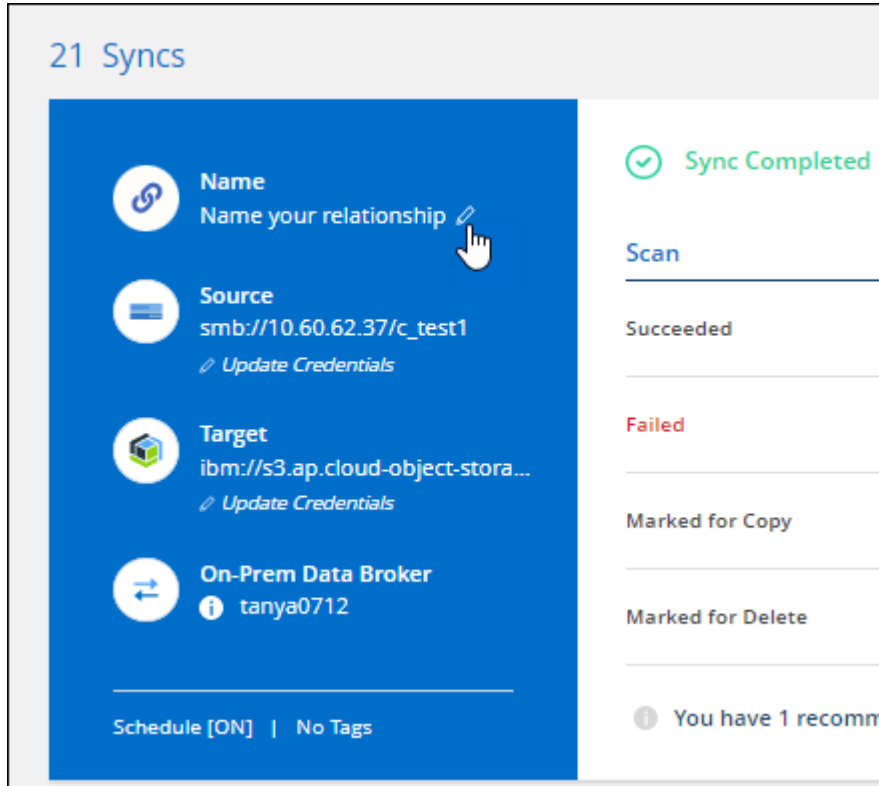 21 Syncs
Name
Name your relationship
Source
smb://10.60.62.37/c_test1
Update Credentials
Target
ibm://s3.ap.cloud-object-stora...
Update Credentials
On-Prem Data Broker
tanya0712
Schedule [ON] | No Tags
Sync Completed
Scan
Succeeded
Failed
Marked for Copy
Marked for Delete
You have 1